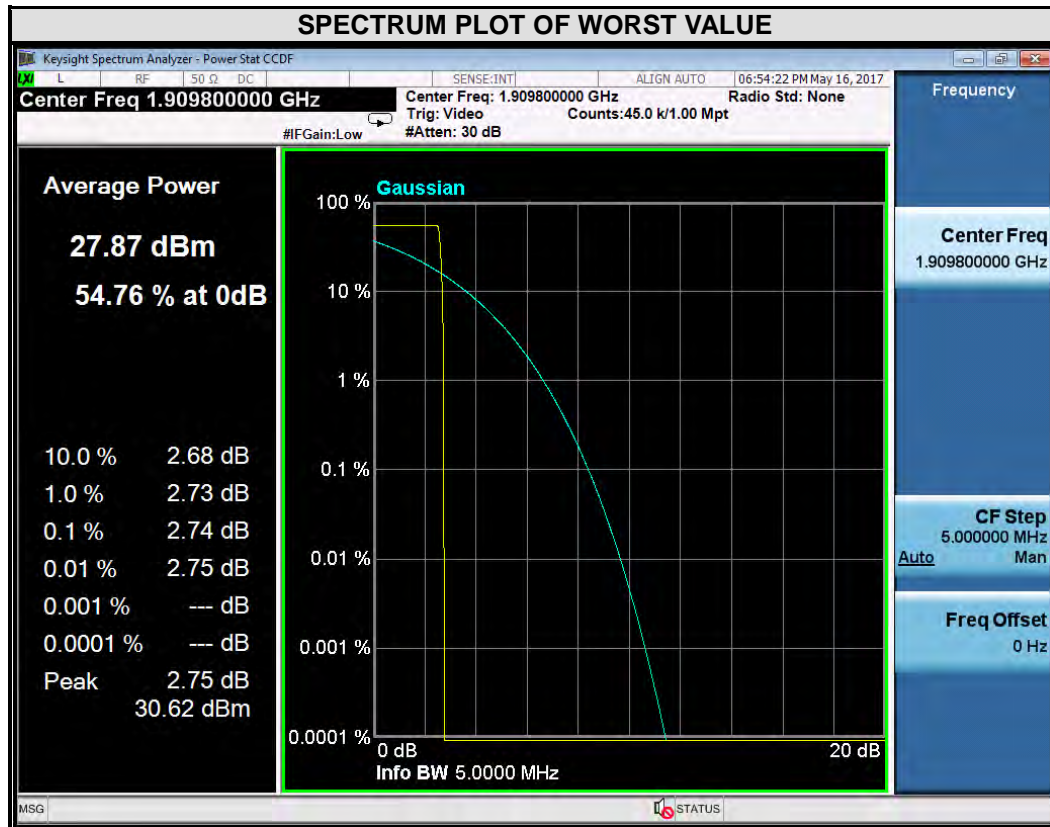 SPECTRUM PLOT OF WORST VALUE
Keysight Spectrum Analyzer - Power Stat CCDF
LXI L RF 50 Ω DC SENSE:INT ALIGN AUTO 06:54:22 PM May 16, 2017
Center Freq 1.909800000 GHz
#IFGain:Low
Center Freq: 1.909800000 GHz Radio Std: None
Trig: Video Counts:45.0 k/1.00 Mpt
#Atten: 30 dB
Average Power
27.87 dBm
54.76 % at 0dB
10.0 % 2.68 dB
1.0 % 2.73 dB
0.1 % 2.74 dB
0.01 % 2.75 dB
0.001 % --- dB
0.0001 % --- dB
Peak 2.75 dB
30.62 dBm
Gaussian
100 %
10 %
1 %
0.1 %
0.01 %
0.001 %
0.0001 %
0 dB 20 dB
Info BW 5.0000 MHz
Frequency
Center Freq
1.909800000 GHz
CF Step
5.000000 MHz
Auto Man
Freq Offset
0 Hz
MSG STATUS